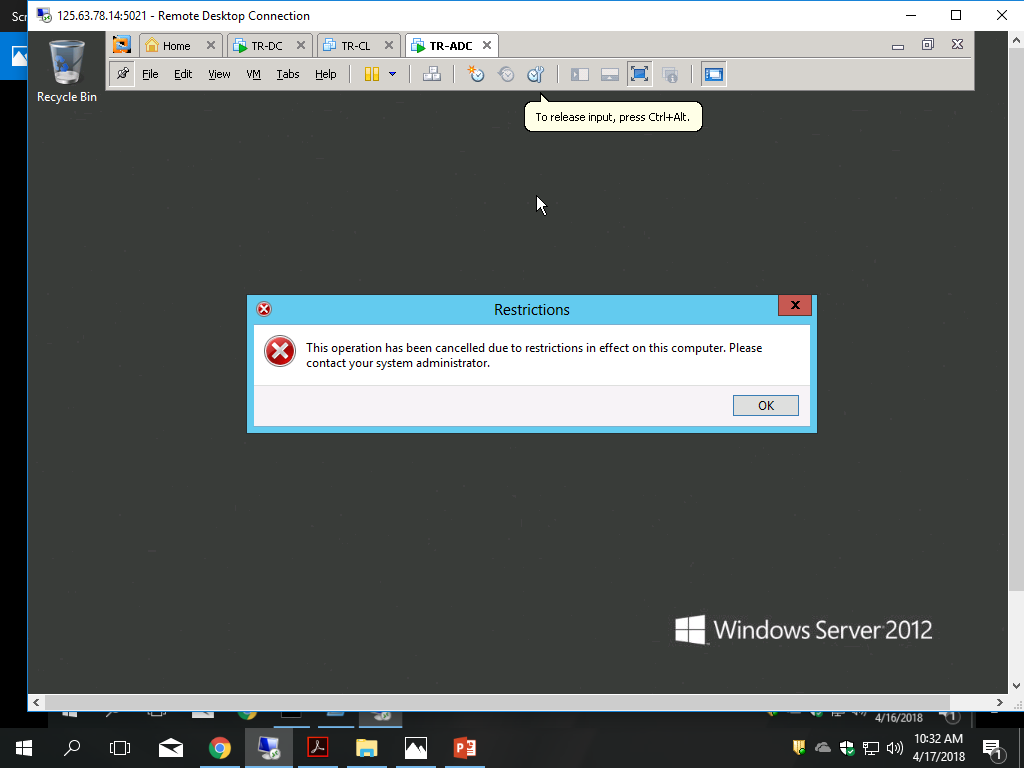 Scr
125.63.78.14:5021 - Remote Desktop Connection
Home
TR-DC
TR-CL
TR-ADC
File Edit View VM Tabs Help
Recycle Bin
To release input, press Ctrl+Alt.
Restrictions
This operation has been cancelled due to restrictions in effect on this computer. Please
contact your system administrator.
OK
Windows Server 2012
4/16/2018
1
10:32 AM
4/17/2018
1